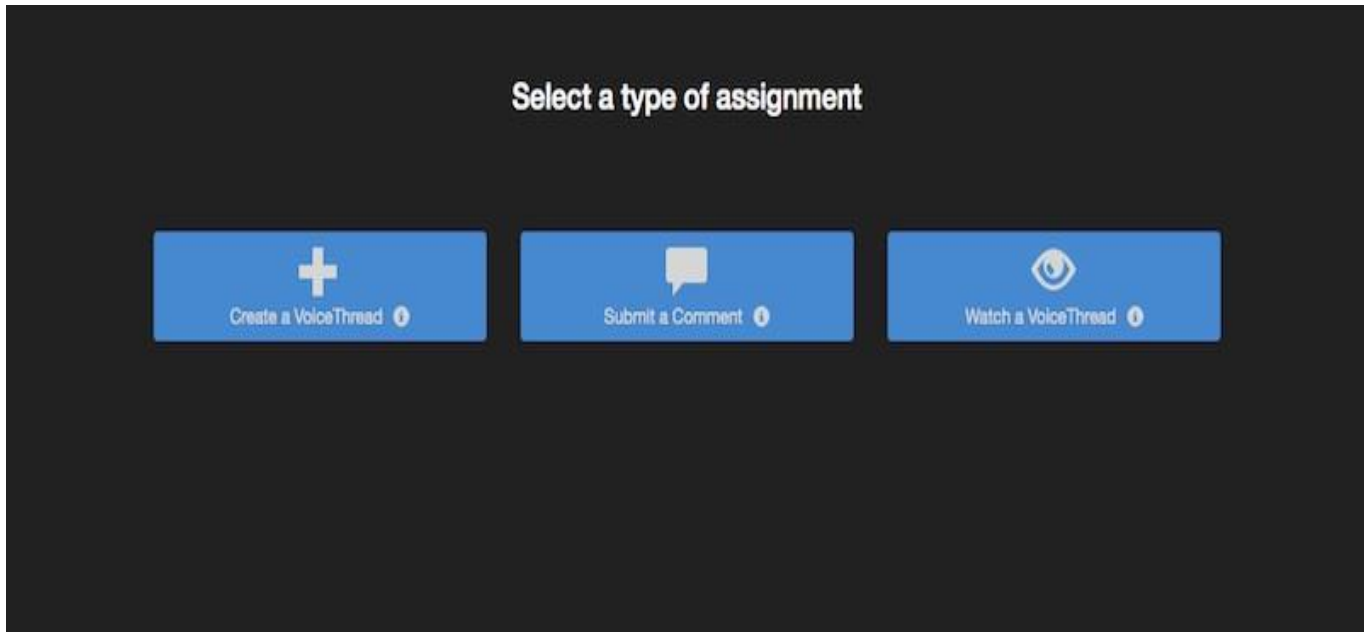 Select a type of assignment
Create a VoiceThread
Submit a Comment
Watch a VoiceThread